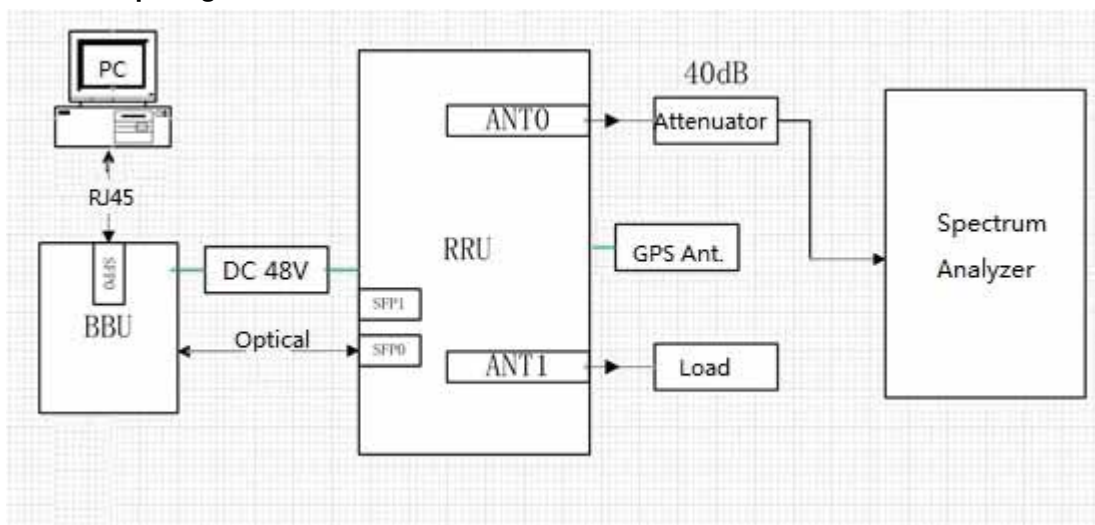 PC
RJ45
SFP0
BBU
DC 48V
Optical
ANT0
RRU
SFP1
SFP0
ANT1
40dB
Attenuator
GPS Ant.
Load
Spectrum
Analyzer